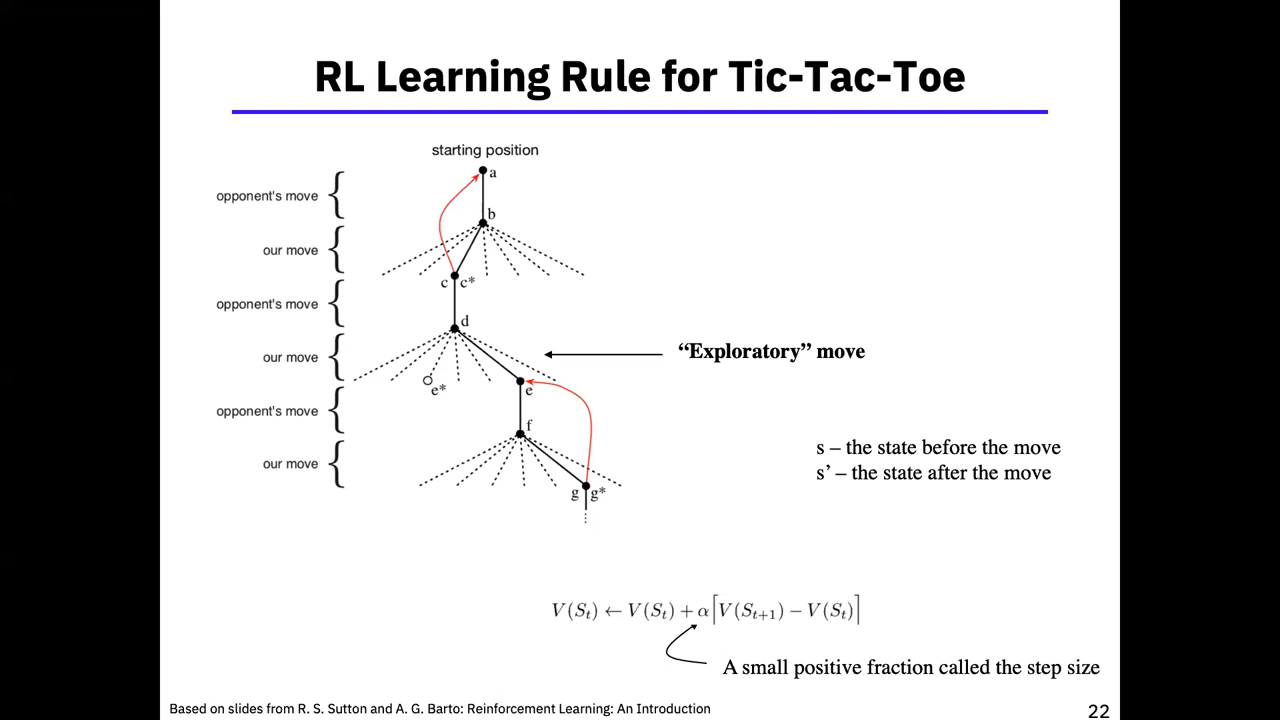 RL Learning Rule for Tic-Tac-Toe
starting position
a
opponent's move
b
our move
c c*
opponent's move
d
our move
"Exploratory" move
e*
e
opponent's move
f
our move
g g*
s – the state before the move
s' – the state after the move
V(S_t) ← V(S_t) + α[V(S_{t+1}) − V(S_t)]
A small positive fraction called the step size
Based on slides from R. S. Sutton and A. G. Barto: Reinforcement Learning: An Introduction
22